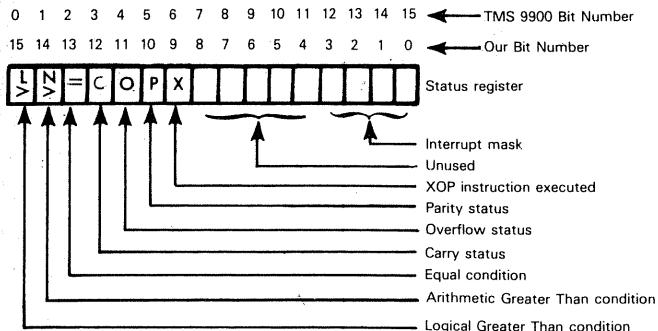 0 1 2 3 4 5 6 7 8 9 10 11 12 13 14 15 TMS 9900 Bit Number
15 14 13 12 11 10 9 8 7 6 5 4 3 2 1 0 Our Bit Number
>L >N = C O P X Status register
Interrupt mask
Unused
XOP instruction executed
Parity status
Overflow status
Carry status
Equal condition
Arithmetic Greater Than condition
Logical Greater Than condition